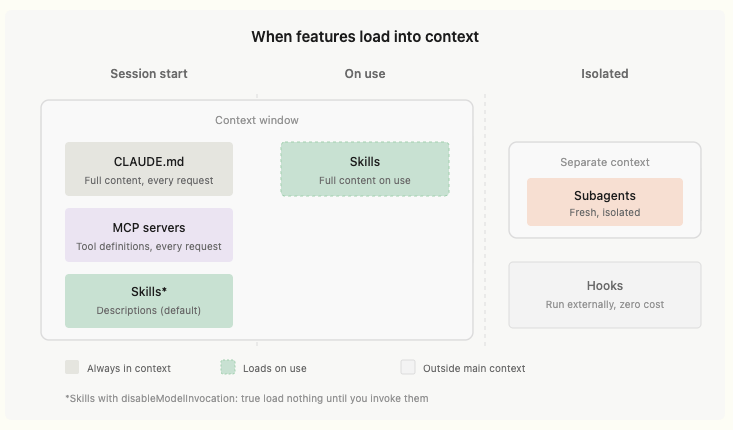 When features load into context
Session start
On use
Isolated
Context window
CLAUDE.md
Full content, every request
Skills
Full content on use
MCP servers
Tool definitions, every request
Skills*
Descriptions (default)
Separate context
Subagents
Fresh, isolated
Hooks
Run externally, zero cost
Always in context
Loads on use
Outside main context
*Skills with disableModelInvocation: true load nothing until you invoke them